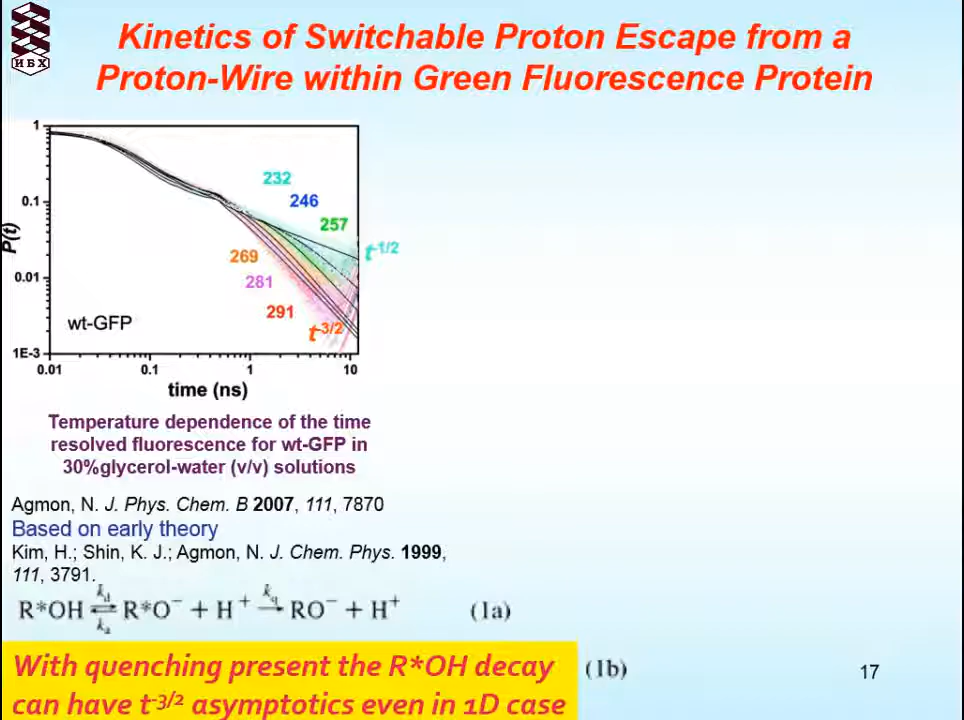 ИБХ
Kinetics of Switchable Proton Escape from a
Proton-Wire within Green Fluorescence Protein
1
0.1
0.01
1E-3
P(t)
232
246
257
t-1/2
269
281
291
t-3/2
wt-GFP
0.01 0.1 1 10
time (ns)
Temperature dependence of the time
resolved fluorescence for wt-GFP in
30%glycerol-water (v/v) solutions
Agmon, N. J. Phys. Chem. B 2007, 111, 7870
Based on early theory
Kim, H.; Shin, K. J.; Agmon, N. J. Chem. Phys. 1999,
111, 3791.
R*OH ⇌ R*O⁻ + H⁺ → RO⁻ + H⁺ (1a)
kd
ka
kq
With quenching present the R*OH decay
can have t-3/2 asymptotics even in 1D case
(1b)
17